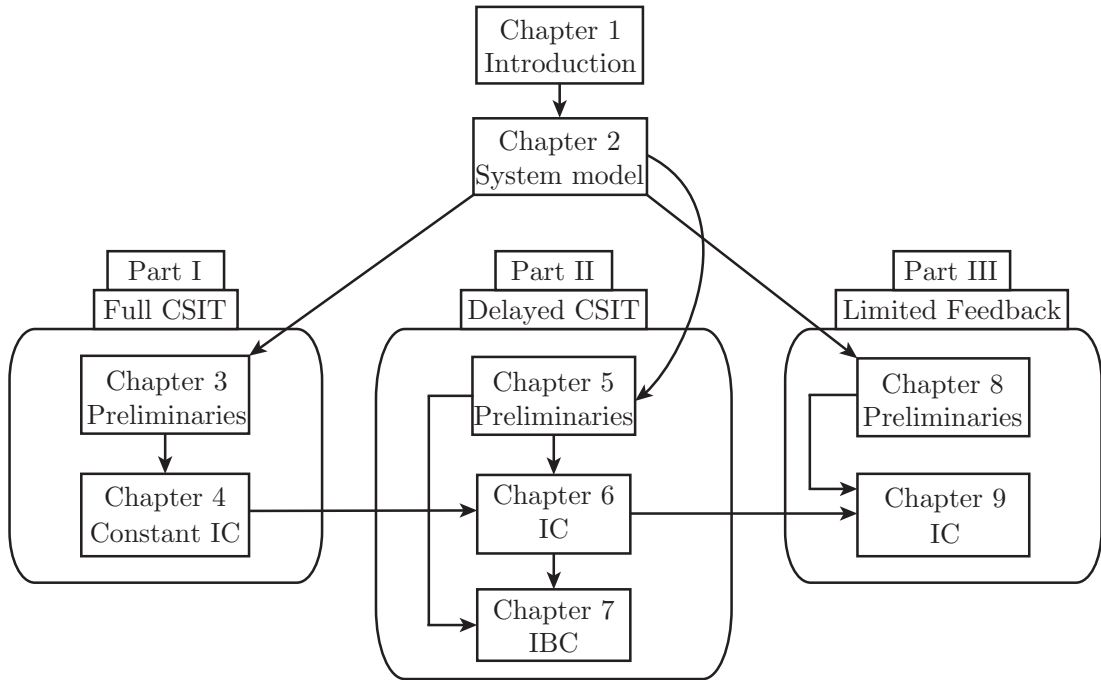 Chapter 1
Introduction
Chapter 2
System model
Part I
Full CSIT
Chapter 3
Preliminaries
Chapter 4
Constant IC
Part II
Delayed CSIT
Chapter 5
Preliminaries
Chapter 6
IC
Chapter 7
IBC
Part III
Limited Feedback
Chapter 8
Preliminaries
Chapter 9
IC